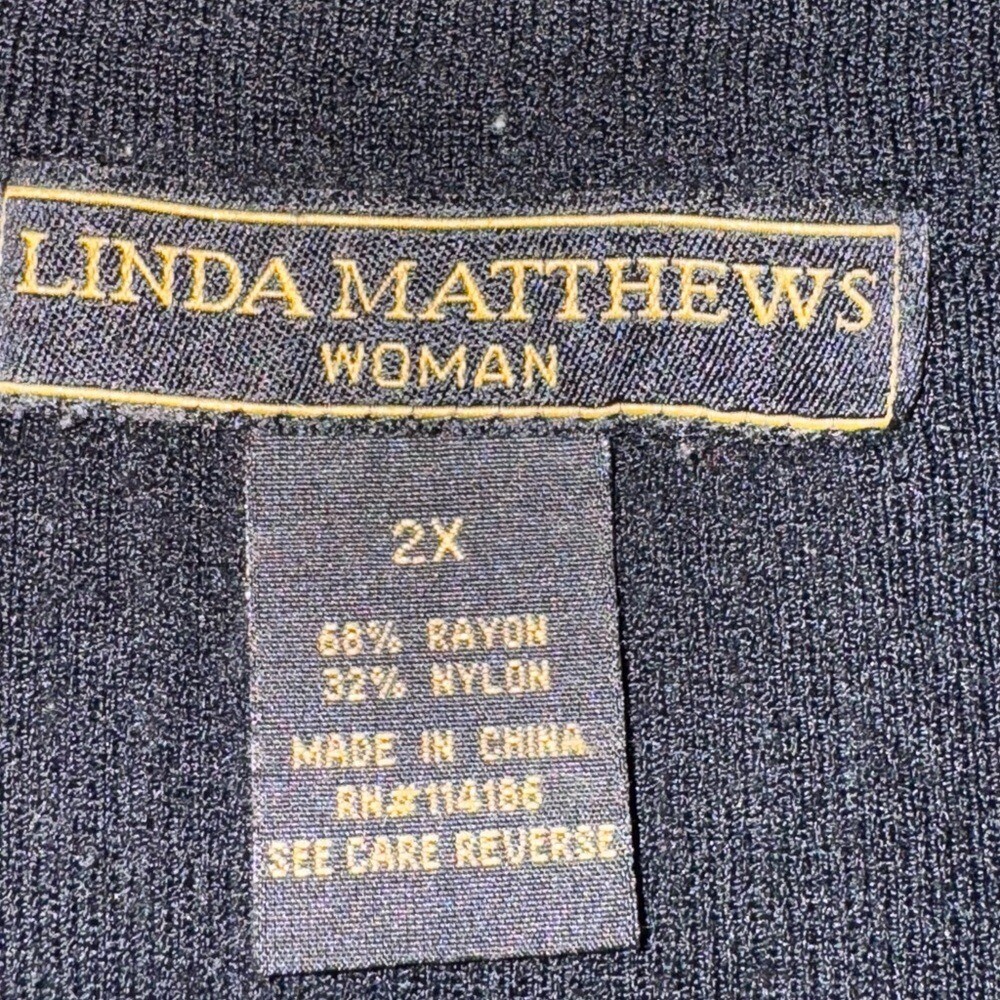 LINDA MATTHEWS
WOMAN
2X
68% RAYON
32% NYLON
MADE IN CHINA
RN#114186
SEE CARE REVERSE